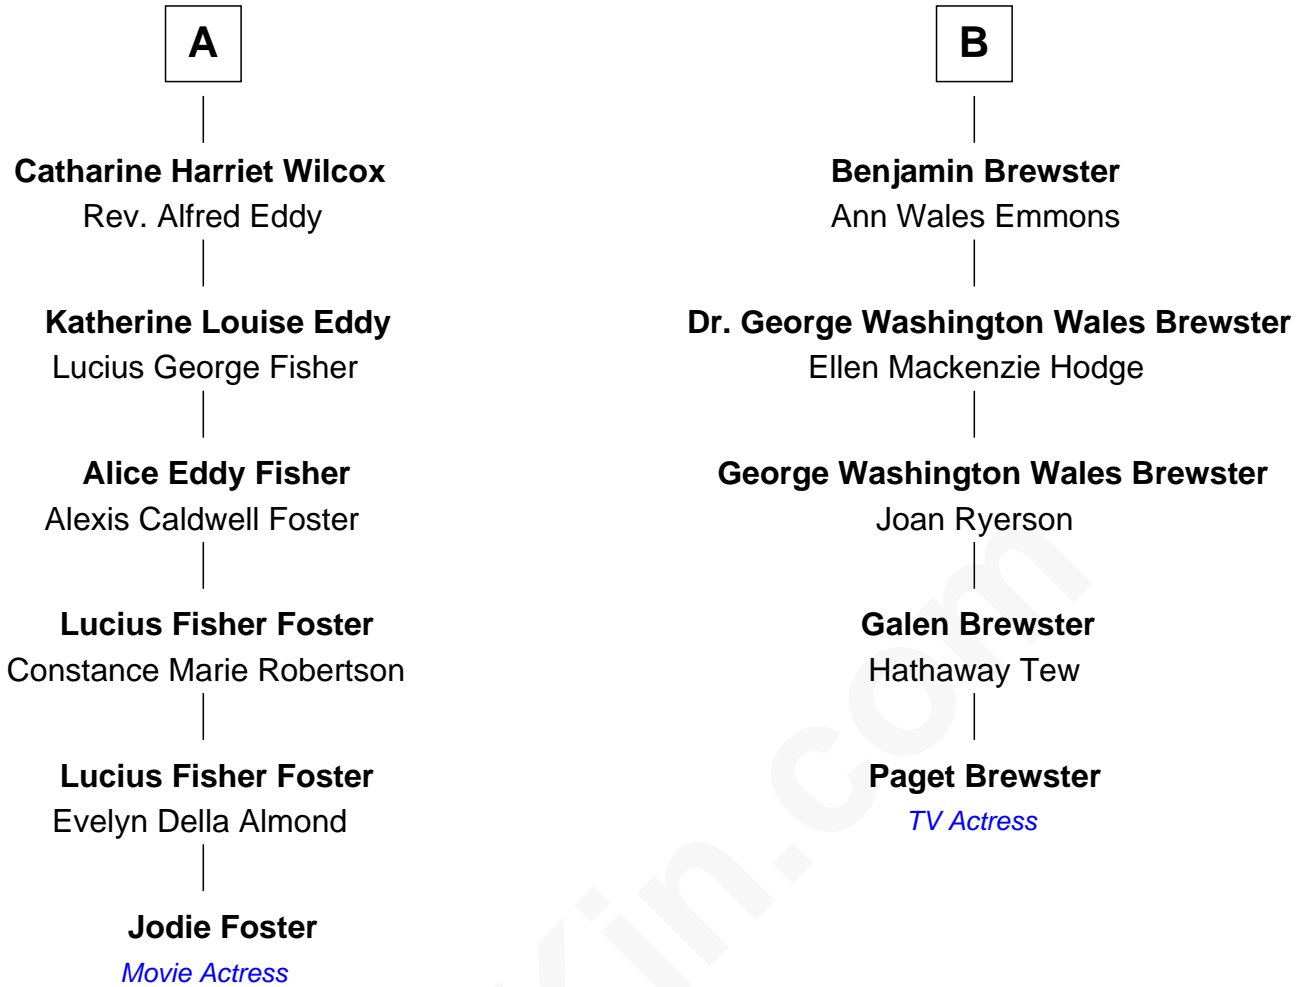 A
Catharine Harriet Wilcox
Rev. Alfred Eddy
Katherine Louise Eddy
Lucius George Fisher
Alice Eddy Fisher
Alexis Caldwell Foster
Lucius Fisher Foster
Constance Marie Robertson
Lucius Fisher Foster
Evelyn Della Almond
Jodie Foster
Movie Actress
B
Benjamin Brewster
Ann Wales Emmons
Dr. George Washington Wales Brewster
Ellen Mackenzie Hodge
George Washington Wales Brewster
Joan Ryerson
Galen Brewster
Hathaway Tew
Paget Brewster
TV Actress
Kin.com